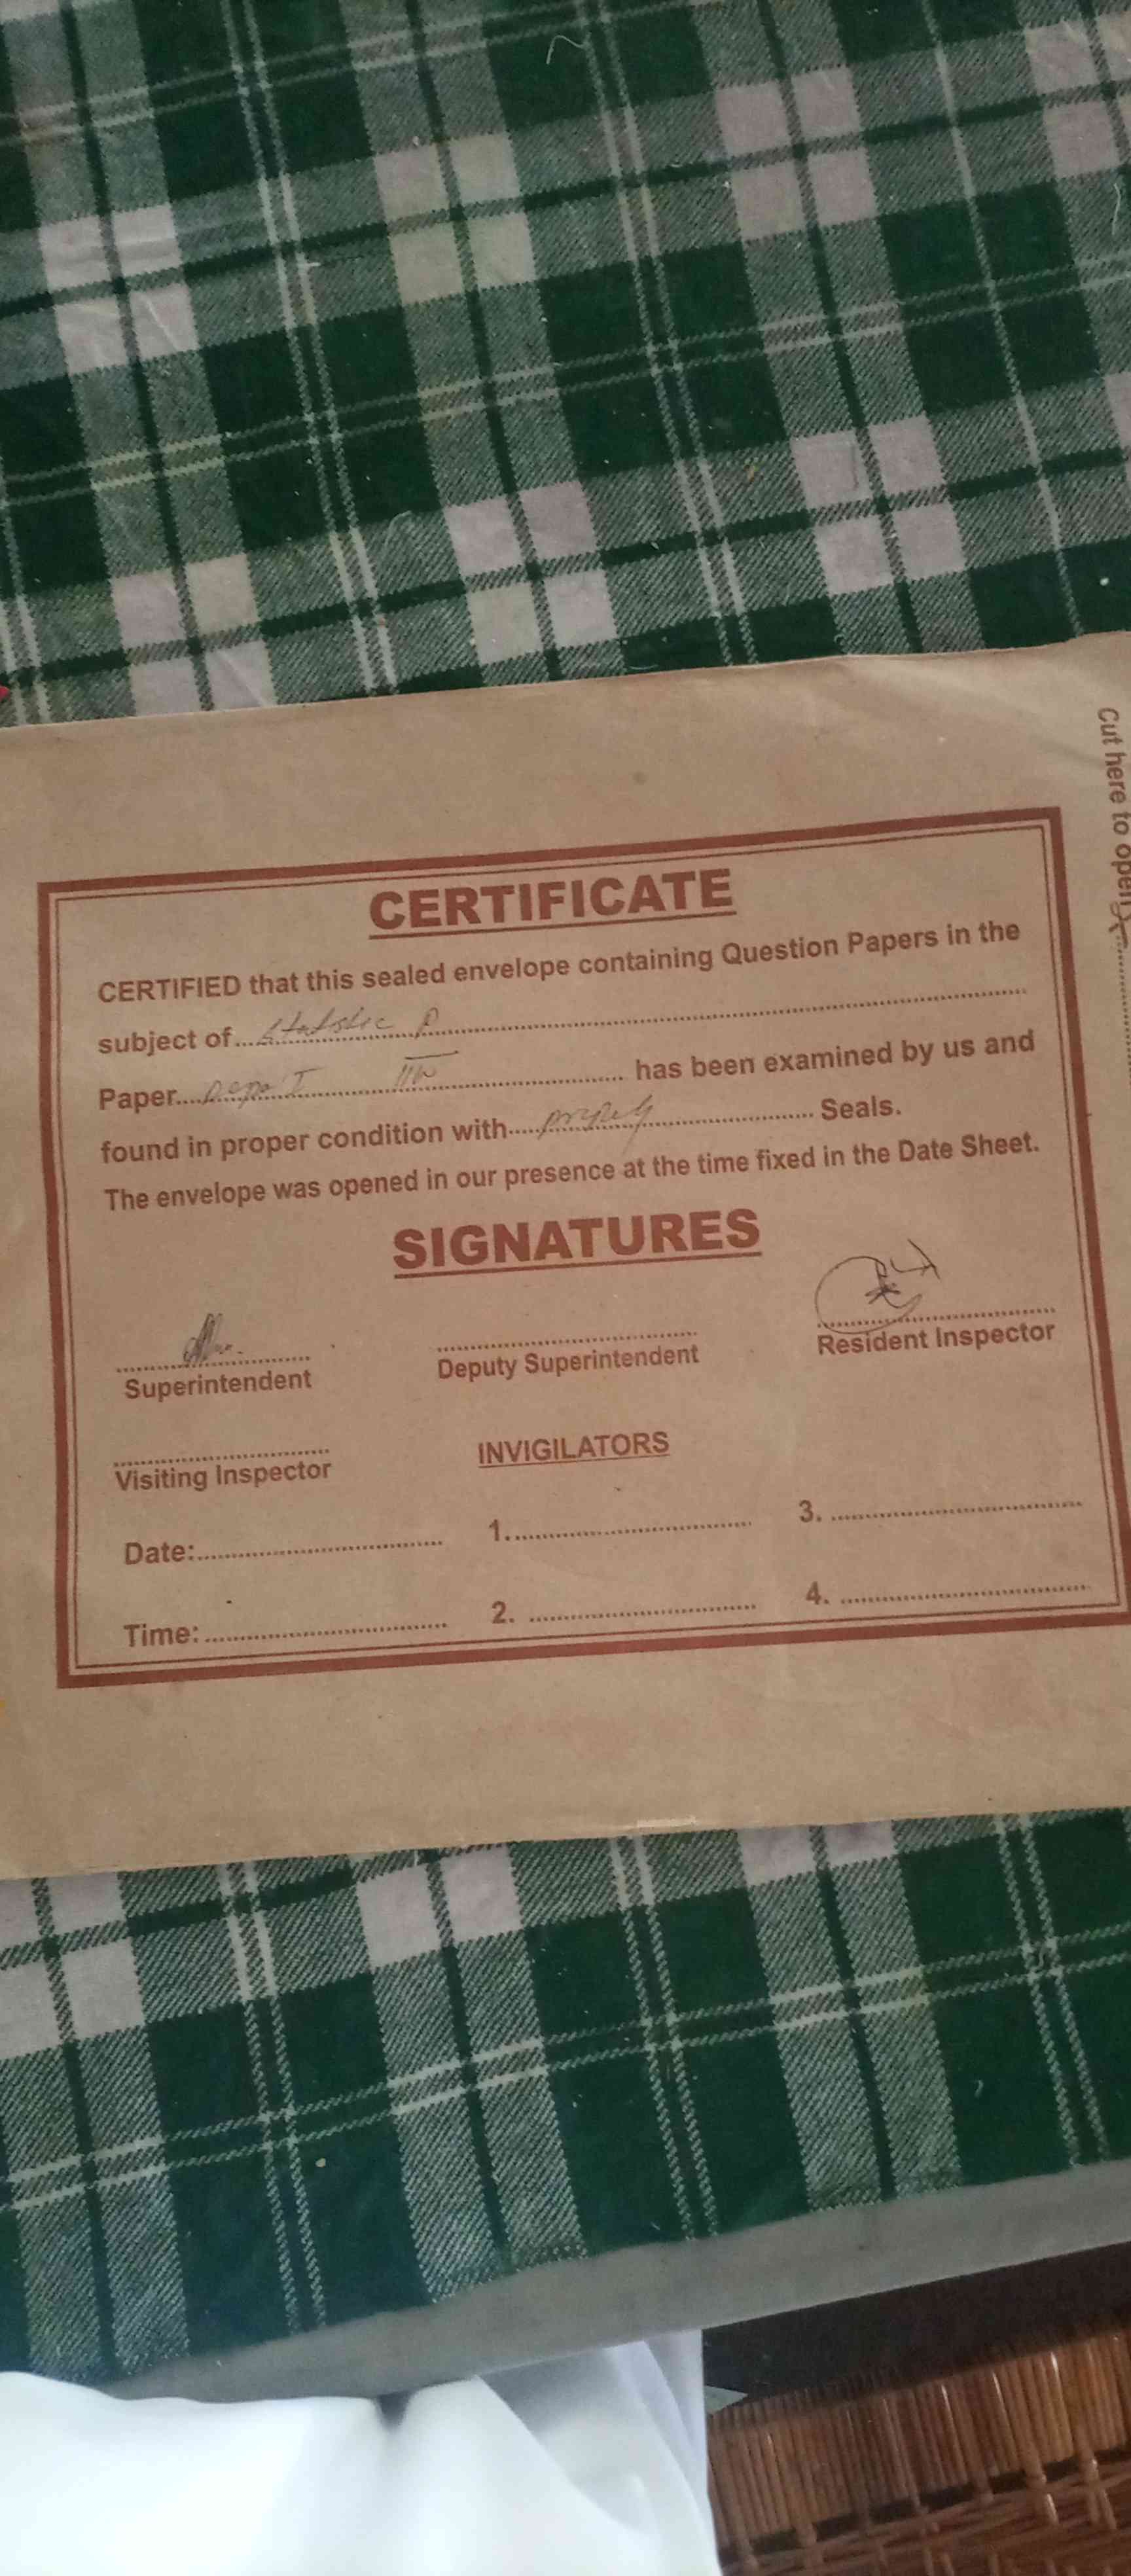 CERTIFICATE
CERTIFIED that this sealed envelope containing Question Papers in the
subject of..........
Paper.......... has been examined by us and
found in proper condition with.......... Seals.
The envelope was opened in our presence at the time fixed in the Date Sheet.
SIGNATURES
Superintendent
Deputy Superintendent
Resident Inspector
Visiting Inspector
INVIGILATORS
Date:..........
1...........
3. ..........
Time:..........
2. ..........
4. ..........
Cut here to open